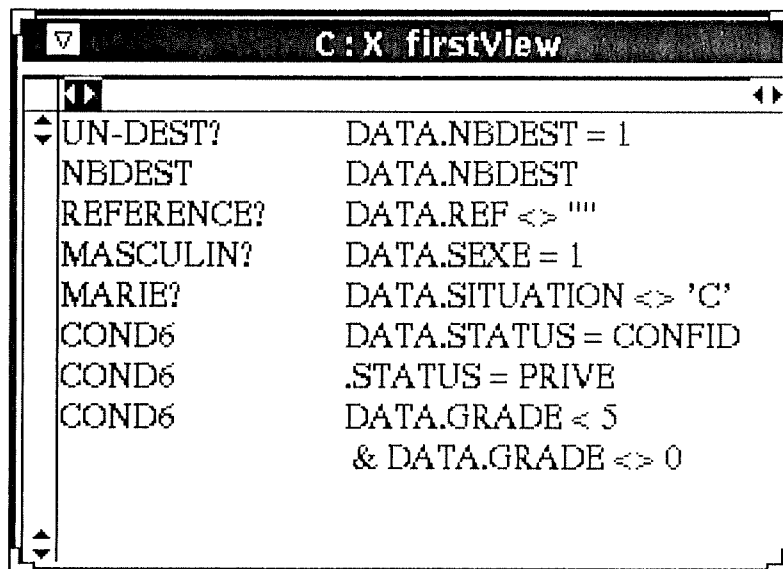 C:X firstView
UN-DEST? DATA.NBDEST = 1
NBDEST DATA.NBDEST
REFERENCE? DATA.REF <> ""
MASCULIN? DATA.SEXE = 1
MARIE? DATA.SITUATION <> 'C'
COND6 DATA.STATUS = CONFID
COND6 .STATUS = PRIVE
COND6 DATA.GRADE < 5
& DATA.GRADE <> 0